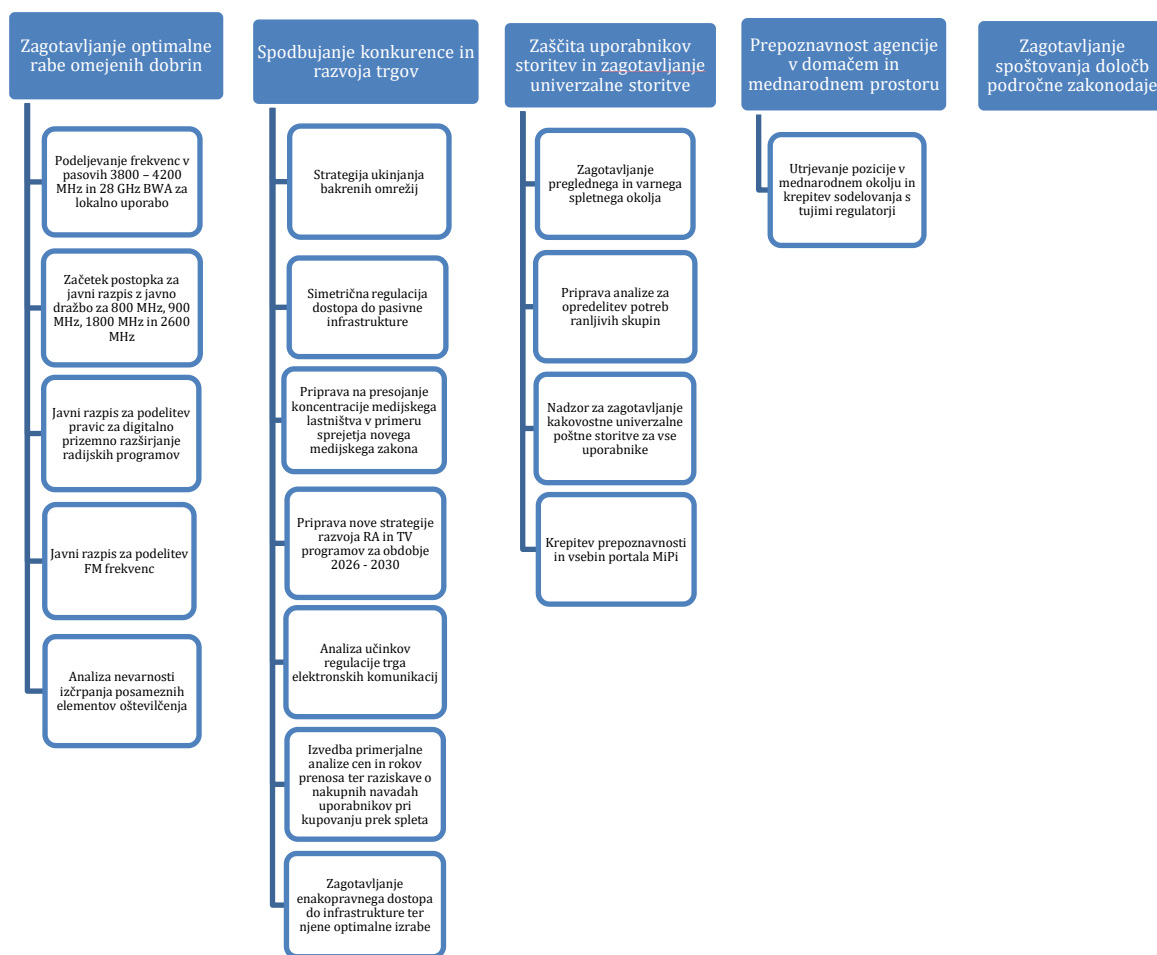 Zagotavljanje optimalne
rabe omejenih dobrin
Podeljevanje frekvenc v
pasovih 3800 – 4200
MHz in 28 GHz BWA za
lokalno uporabo
Začetek postopka za
javni razpis z javno
dražbo za 800 MHz, 900
MHz, 1800 MHz in 2600
MHz
Javni razpis za podelitev
pravic za digitalno
prizemno razširjanje
radijskih programov
Javni razpis za podelitev
FM frekvenc
Analiza nevarnosti
izčrpanja posameznih
elementov oštevilčenja
Spodbujanje konkurence in
razvoja trgov
Strategija ukinjanja
bakrenih omrežij
Simetrična regulacija
dostopa do pasivne
infrastrukture
Priprava na presojanje
koncentracije medijskega
lastništva v primeru
sprejetja novega
medijskega zakona
Priprava nove strategije
razvoja RA in TV
programov za obdobje
2026 - 2030
Analiza učinkov
regulacije trga
elektronskih komunikacij
Izvedba primerjalne
analize cen in rokov
prenosa ter raziskave o
nakupnih navadah
uporabnikov pri
kupovanju prek spleta
Zagotavljanje
enakopravnega dostopa
do infrastrukture ter
njene optimalne izrabe
Zaščita uporabnikov
storitev in zagotavljanje
univerzalne storitve
Zagotavljanje
preglednega in varnega
spletnega okolja
Priprava analize za
opredelitev potreb
ranljivih skupin
Nadzor za zagotavljanje
kakovostne univerzalne
poštne storitve za vse
uporabnike
Krepitev prepoznavnosti
in vsebin portala MiPi
Prepoznavnost agencije
v domačem in
mednarodnem prostoru
Utrjevanje pozicije v
mednarodnem okolju in
krepitev sodelovanja s
tujimi regulatorji
Zagotavljanje
spoštovanja določb
področne zakonodaje